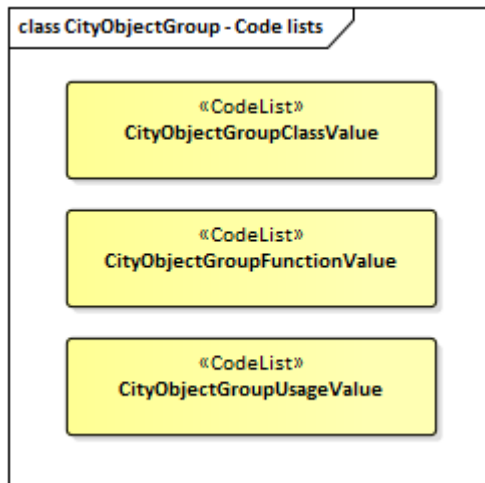 class CityObjectGroup - Code lists
«CodeList»
CityObjectGroupClassValue
«CodeList»
CityObjectGroupFunctionValue
«CodeList»
CityObjectGroupUsageValue